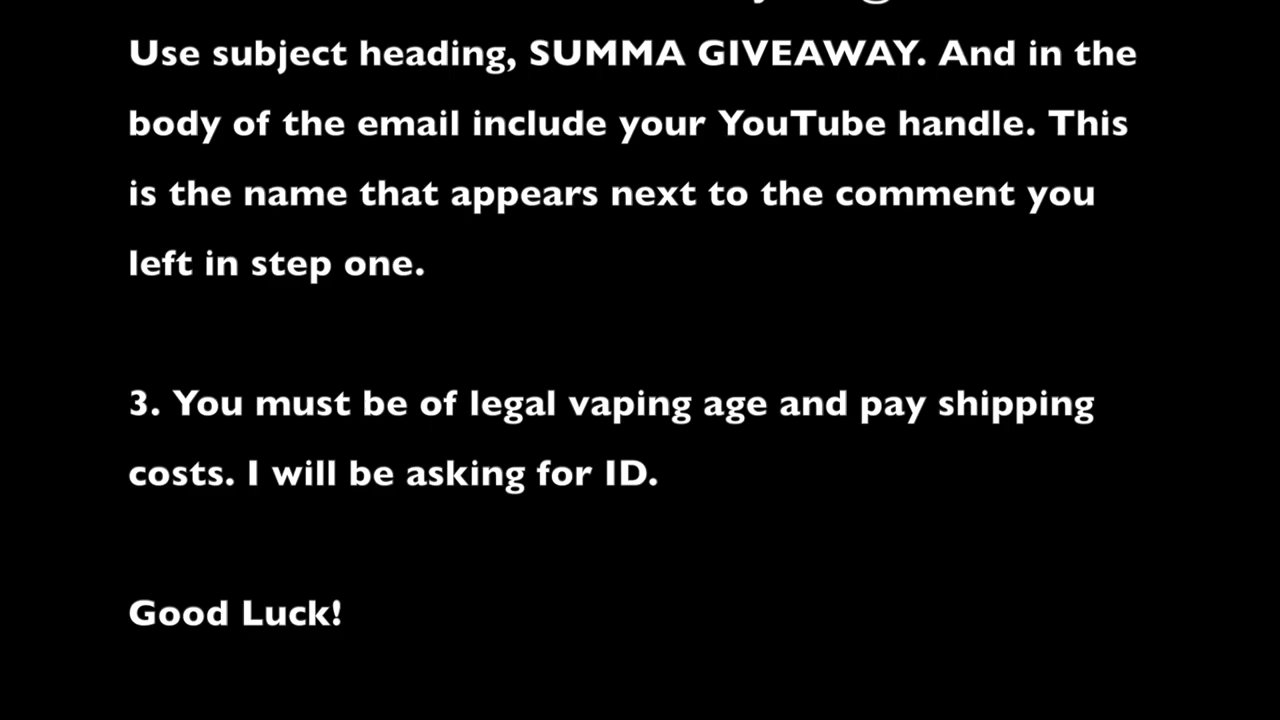 Use subject heading, SUMMA GIVEAWAY. And in the
body of the email include your YouTube handle. This
is the name that appears next to the comment you
left in step one.
3. You must be of legal vaping age and pay shipping
costs. I will be asking for ID.
Good Luck!